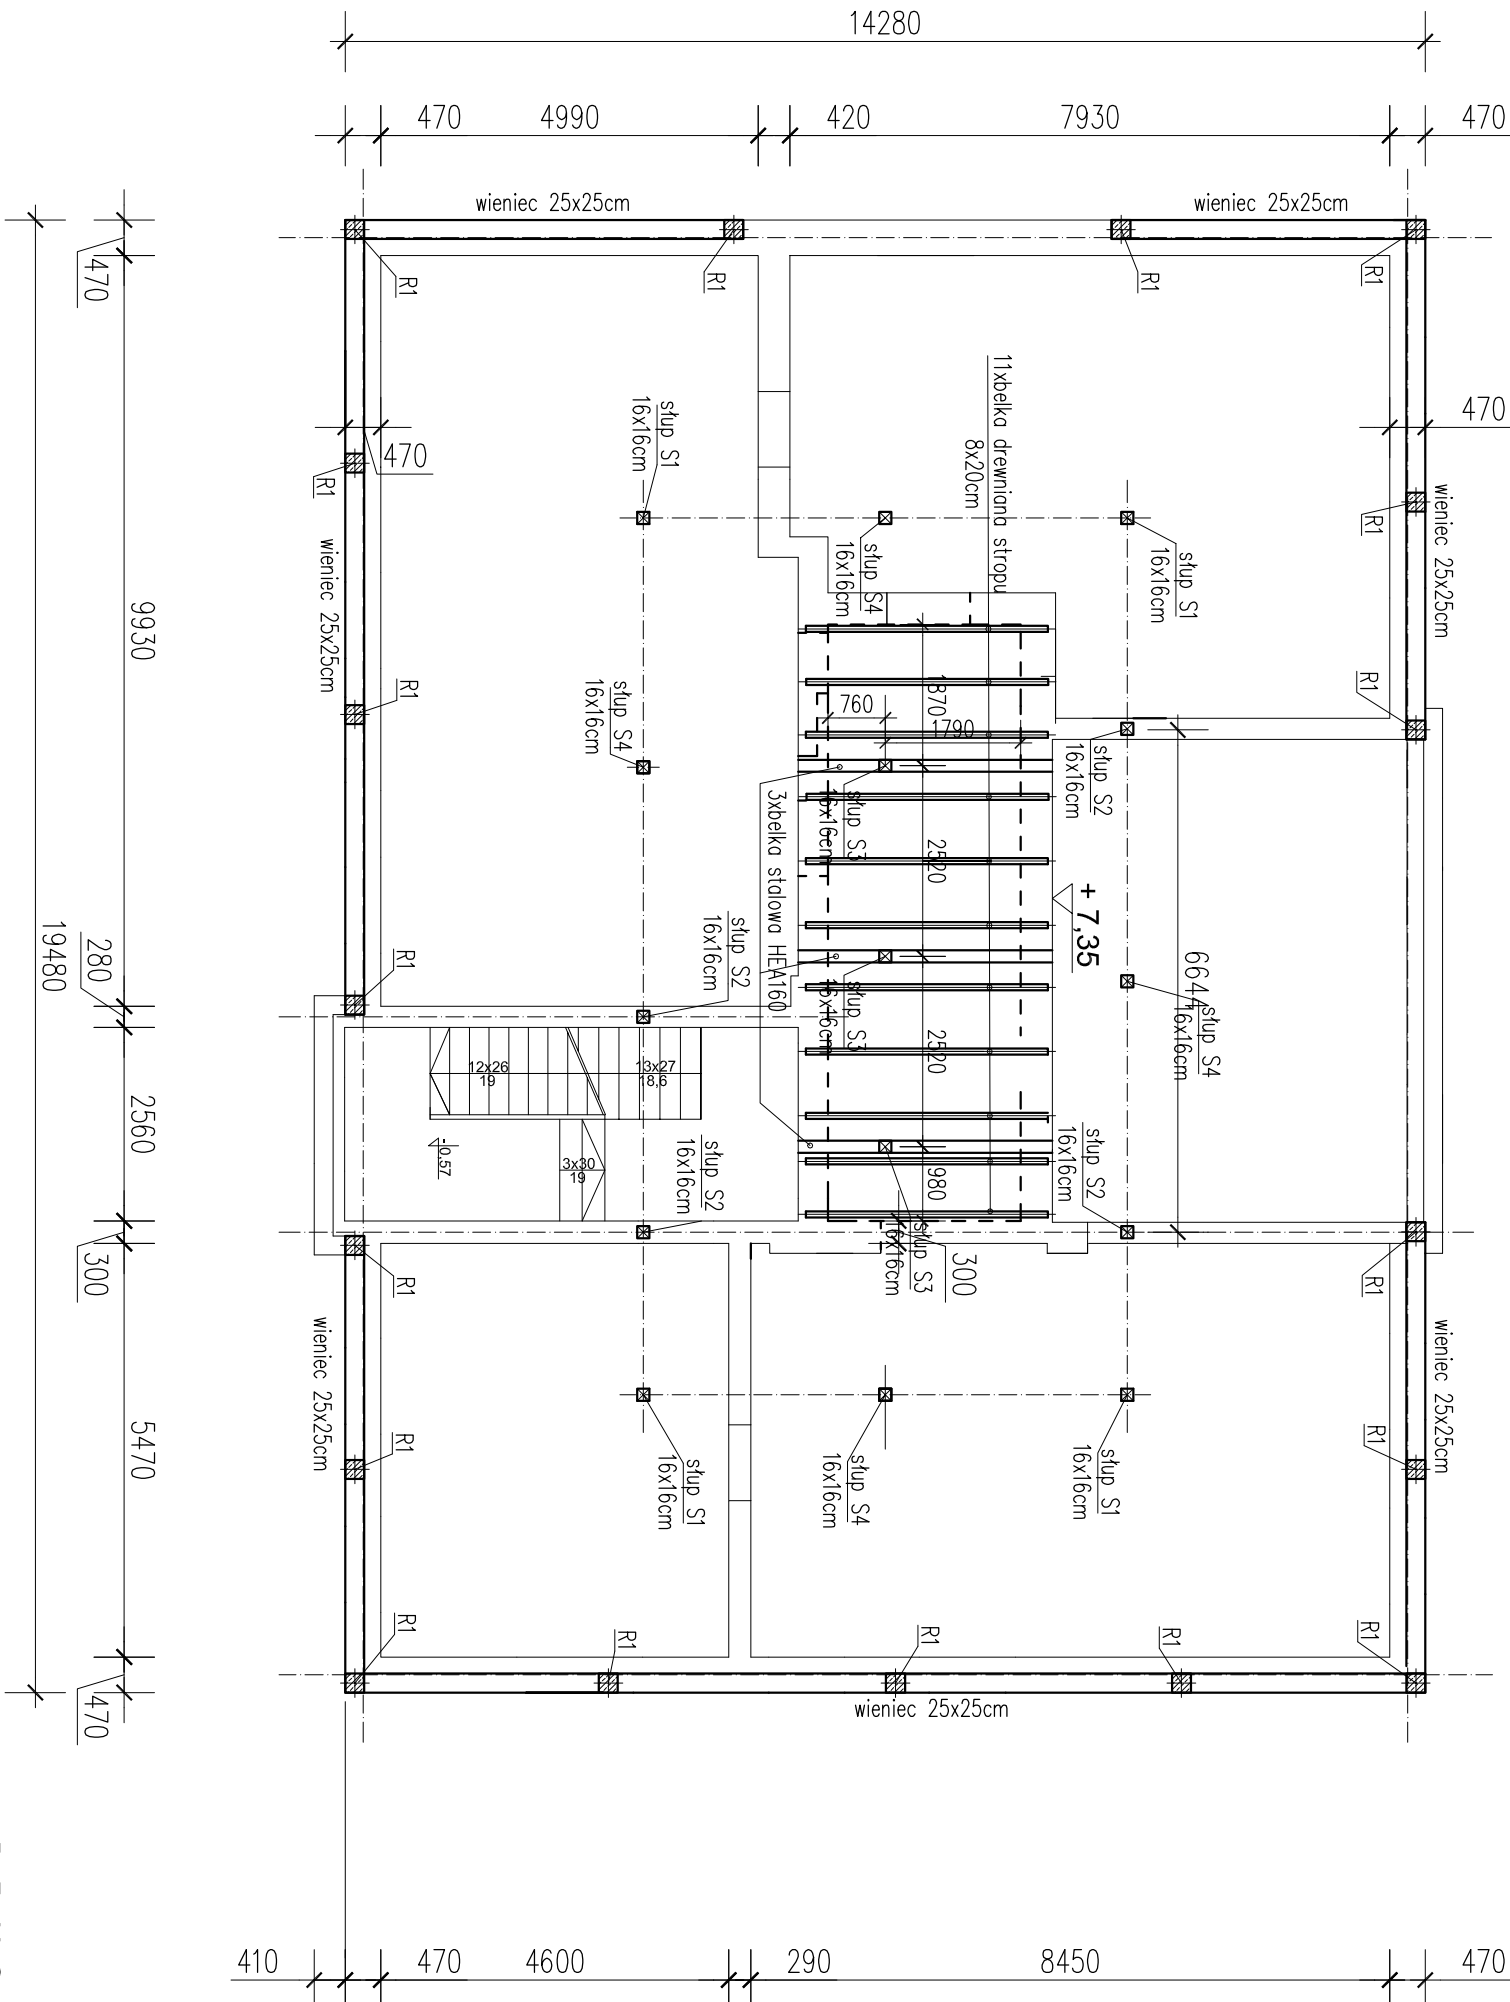 14280
470
4990
420
7930
470
wieniec 25x25cm
wieniec 25x25cm
470
R1
R1
R1
R1
470
470
11xbelka drewniana stropu
8x20cm
słup S1
16x16cm
R1
wieniec 25x25cm
R1
wieniec 25x25cm
słup S4
16x16cm
słup S1
16x16cm
9930
R1
słup S4
16x16cm
1870
760
1790
R1
słup S2
16x16cm
słup S3
16x16cm
3xbelka stalowa HEA160
2520
+ 7,35
R1
słup S2
16x16cm
19480
280
słup S3
16x16cm
6644
słup S4
16x16cm
2520
12x26
19
13x27
18,6
2560
-0,57
3x30
19
słup S2
16x16cm
980
słup S2
16x16cm
300
R1
słup S3
16x16cm
300
R1
wieniec 25x25cm
wieniec 25x25cm
5470
R1
słup S1
16x16cm
słup S4
16x16cm
słup S1
16x16cm
R1
R1
R1
R1
R1
R1
470
wieniec 25x25cm
410
470
4600
290
8450
470